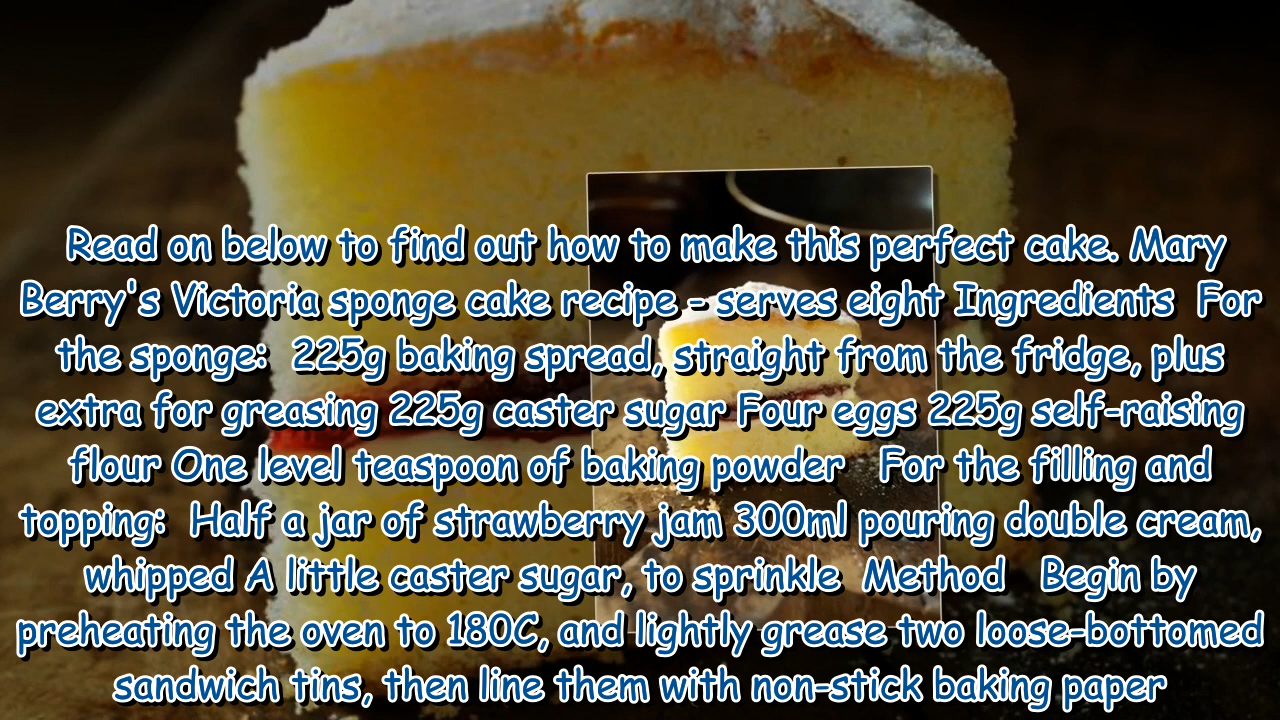 Read on below to find out how to make this perfect cake. Mary
Berry's Victoria sponge cake recipe - serves eight Ingredients  For
the sponge:  225g baking spread, straight from the fridge, plus
extra for greasing 225g caster sugar Four eggs 225g self-raising
flour One level teaspoon of baking powder   For the filling and
topping:  Half a jar of strawberry jam 300ml pouring double cream,
whipped A little caster sugar, to sprinkle  Method   Begin by
preheating the oven to 180C, and lightly grease two loose-bottomed
sandwich tins, then line them with non-stick baking paper